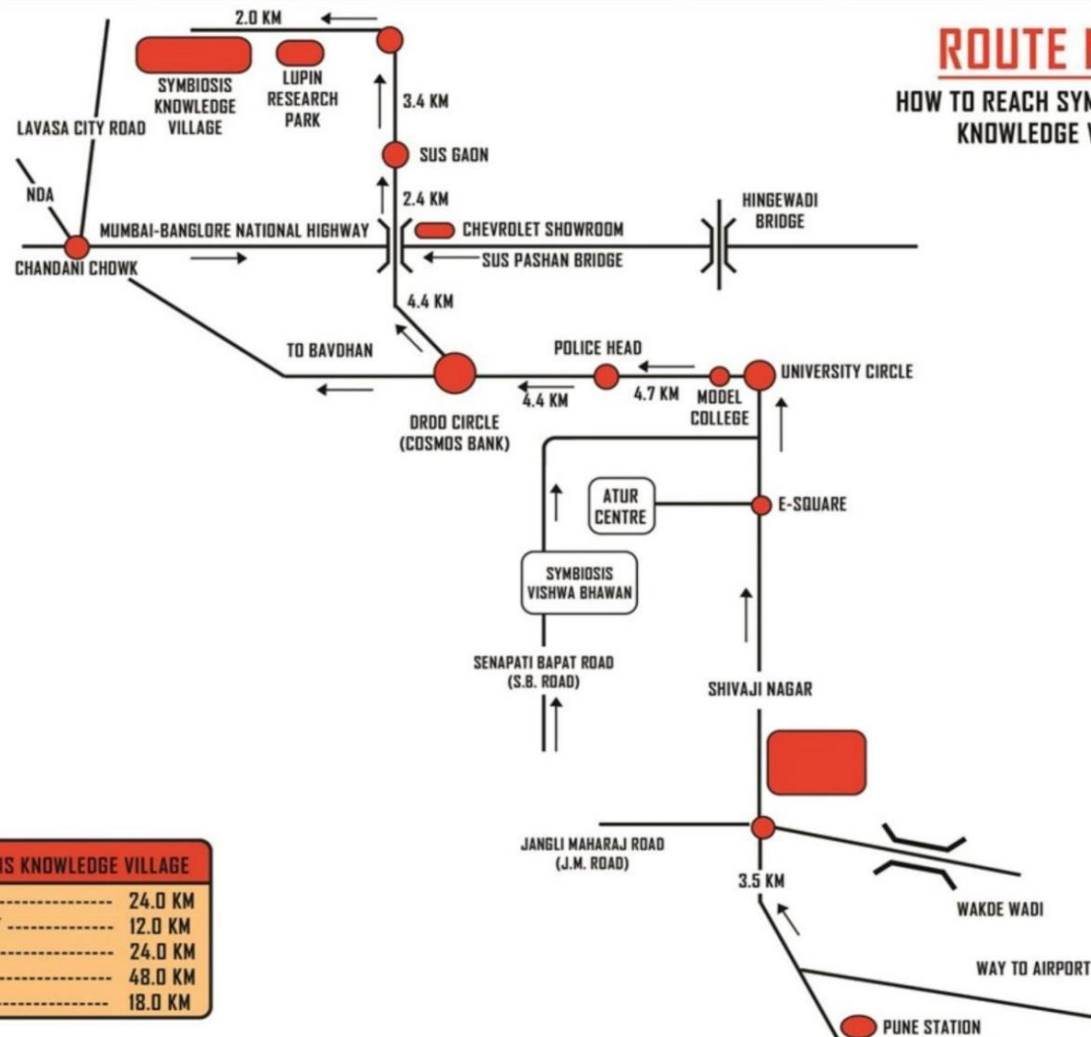 ROUTE
HOW TO REACH SYM
KNOWLEDGE V
2.0 KM
SYMBIOSIS
KNOWLEDGE
VILLAGE
LUPIN
RESEARCH
PARK
3.4 KM
LAVASA CITY ROAD
SUS GAON
NDA
2.4 KM
HINGEWADI
BRIDGE
MUMBAI-BANGLORE NATIONAL HIGHWAY
CHEVROLET SHOWROOM
SUS PASHAN BRIDGE
CHANDANI CHOWK
4.4 KM
TO BAVDHAN
POLICE HEAD
UNIVERSITY CIRCLE
4.4 KM
4.7 KM
MODEL
COLLEGE
DRDO CIRCLE
(COSMOS BANK)
ATUR
CENTRE
E-SQUARE
SYMBIOSIS
VISHWA BHAWAN
SENAPATI BAPAT ROAD
(S.B. ROAD)
SHIVAJI NAGAR
JANGLI MAHARAJ ROAD
(J.M. ROAD)
3.5 KM
WAKDE WADI
WAY TO AIRPORT
PUNE STATION
IS KNOWLEDGE VILLAGE
---------------- 24.0 KM
-------------- 12.0 KM
---------------- 24.0 KM
---------------- 48.0 KM
---------------- 18.0 KM